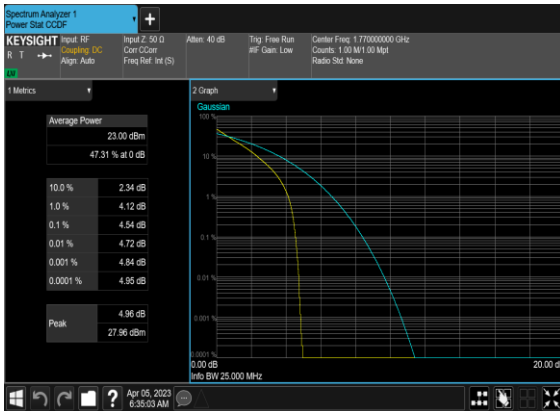 Spectrum Analyzer 1
Power Stat CCDF
+
KEYSIGHT
R T
LM
Input: RF
Coupling: DC
Align: Auto
Input Z: 50 Ω
Corr CCorr
Freq Ref: Int (S)
Atten: 40 dB
Trig: Free Run
#IF Gain: Low
Center Freq: 1.770000000 GHz
Counts: 1.00 M/1.00 Mpt
Radio Std: None
1 Metrics
Average Power
23.00 dBm
47.31 % at 0 dB
10.0 % 2.34 dB
1.0 % 4.12 dB
0.1 % 4.54 dB
0.01 % 4.72 dB
0.001 % 4.84 dB
0.0001 % 4.95 dB
Peak 4.96 dB
27.96 dBm
2 Graph
Gaussian
100 %
10 %
1 %
0.1 %
0.01 %
0.001 %
0.0001 %
0.00 dB 20.00 d
Info BW 25.000 MHz
?
Apr 05, 2023
6:35:03 AM